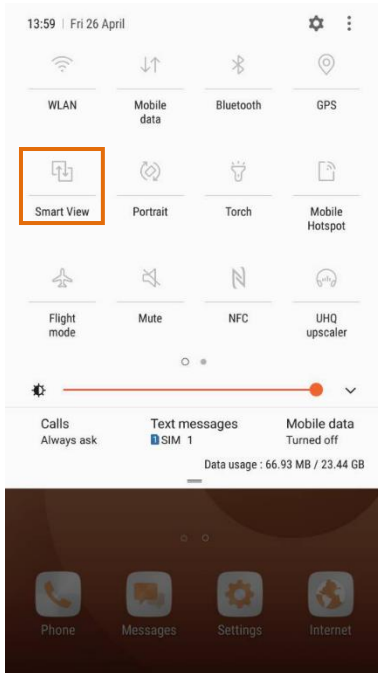 13:59 | Fri 26 April
WLAN Mobile data Bluetooth GPS
Smart View Portrait Torch Mobile Hotspot
Flight mode Mute NFC UHQ upscaler
Calls Text messages Mobile data
Always ask 1 SIM 1 Turned off
Data usage : 66.93 MB / 23.44 GB
Phone Messages Settings Internet